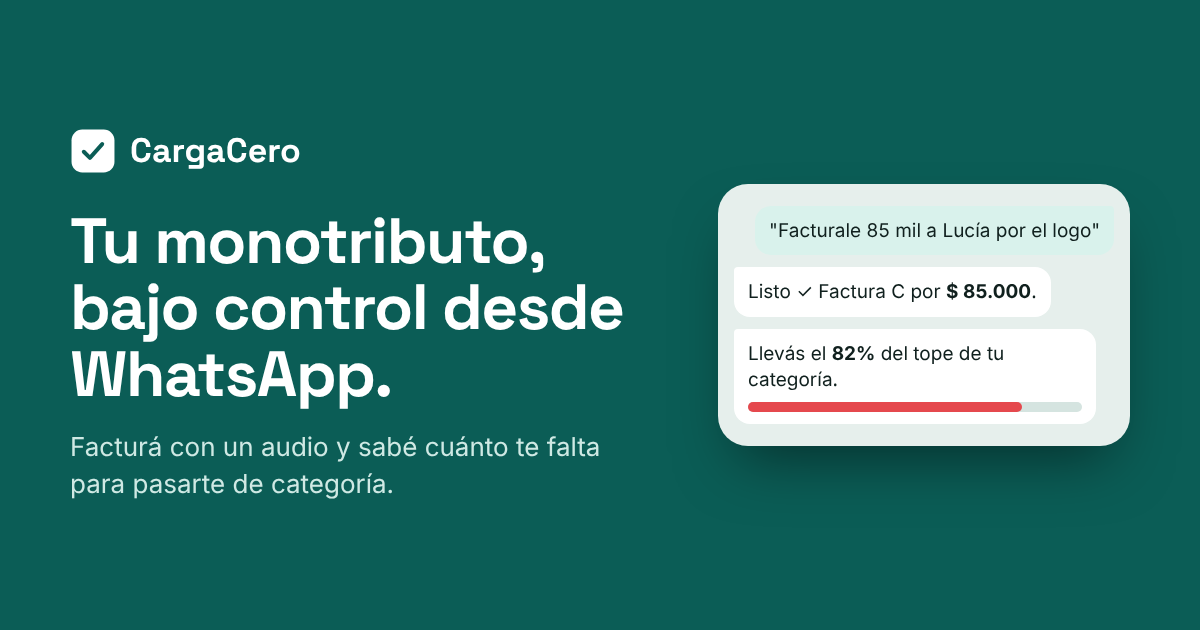 CargaCero
Tu monotributo,
bajo control desde
WhatsApp.
Facturá con un audio y sabé cuánto te falta
para pasarte de categoría.
"Facturale 85 mil a Lucía por el logo"
Listo ✓ Factura C por $ 85.000.
Llevás el 82% del tope de tu
categoría.